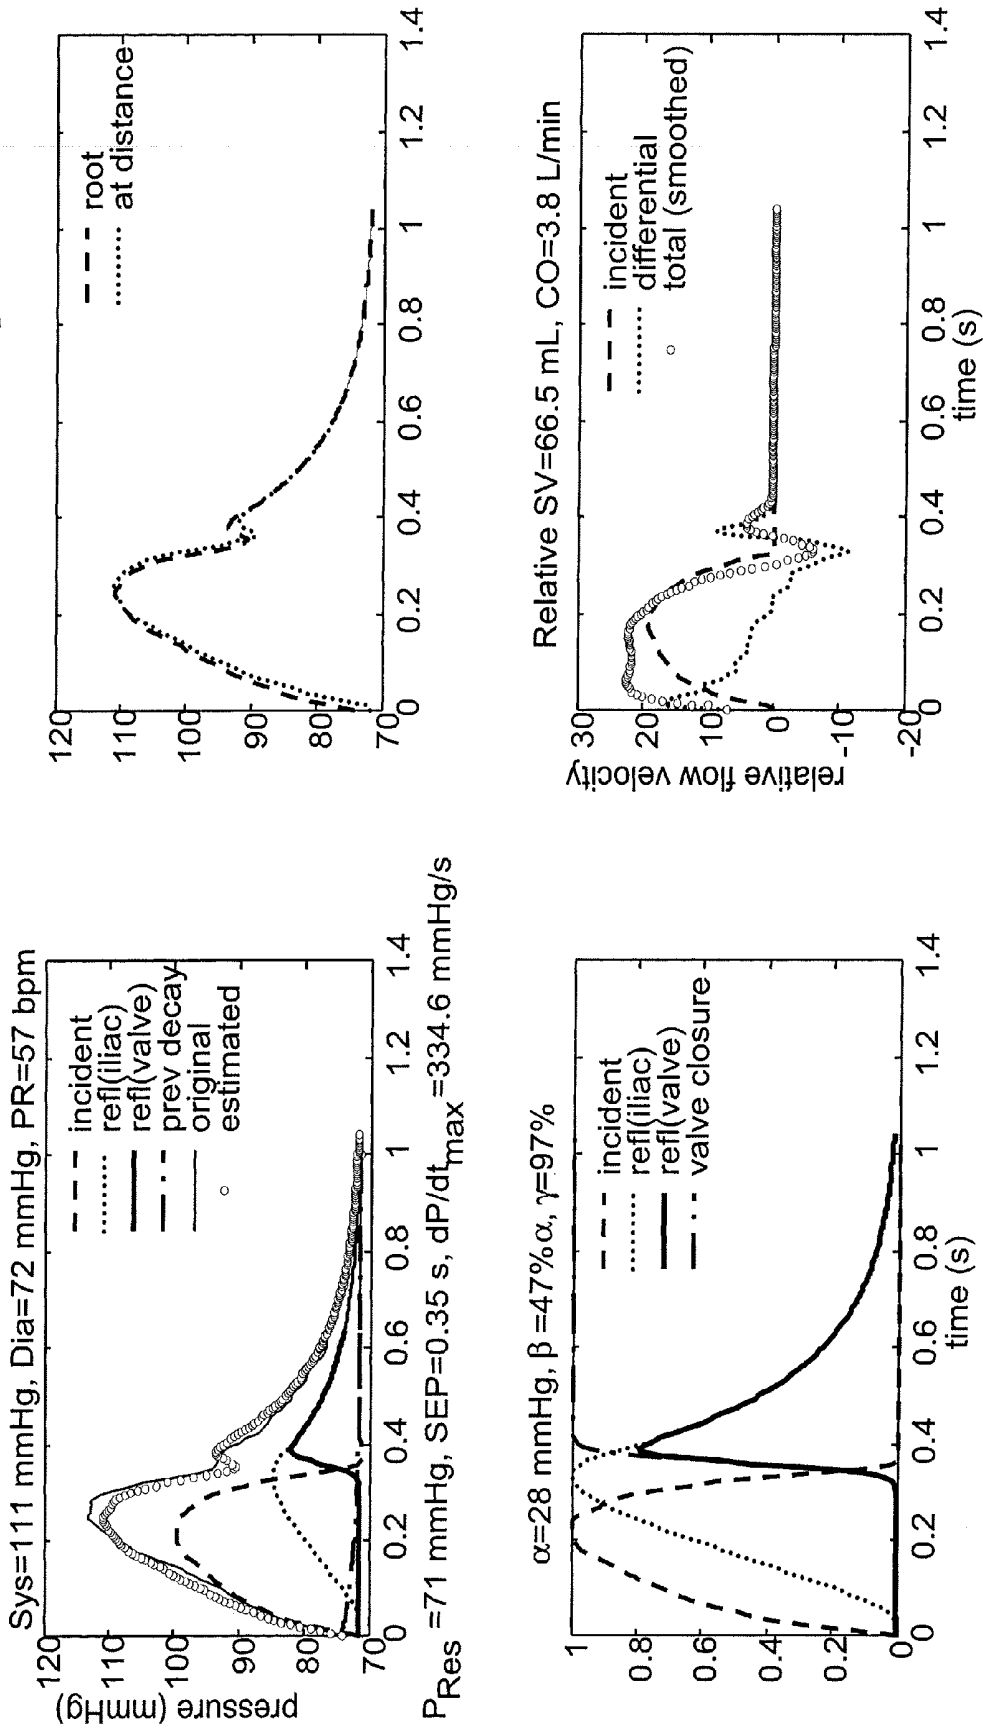 Sys=111 mmHg, Dia=72 mmHg, PR=57 bpm
120
110
100
90
80
70
pressure (mmHg)
incident
refl(iliac)
refl(valve)
prev decay
original
estimated
0 0.2 0.4 0.6 0.8 1 1.2 1.4
P_Res =71 mmHg, SEP=0.35 s, dP/dt_max =334.6 mmHg/s
120
110
100
90
80
70
root
at distance
0 0.2 0.4 0.6 0.8 1 1.2 1.4
α=28 mmHg, β =47%α, γ=97%
1
0.8
0.6
0.4
0.2
0
incident
refl(iliac)
refl(valve)
valve closure
0 0.2 0.4 0.6 0.8 1 1.2 1.4
time (s)
Relative SV=66.5 mL, CO=3.8 L/min
30
20
10
0
-10
-20
relative flow velocity
incident
differential
total (smoothed)
0 0.2 0.4 0.6 0.8 1 1.2 1.4
time (s)